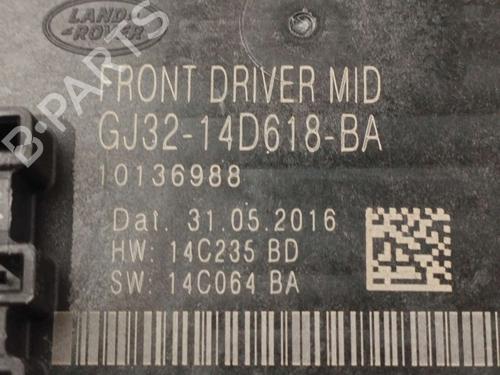 LAND-
ROVER
B-PARTS
FRONT DRIVER MID
GJ32-14D618-BA
10136988
Dat. 31.05.2016
HW: 14C235 BD
SW: 14C064 BA